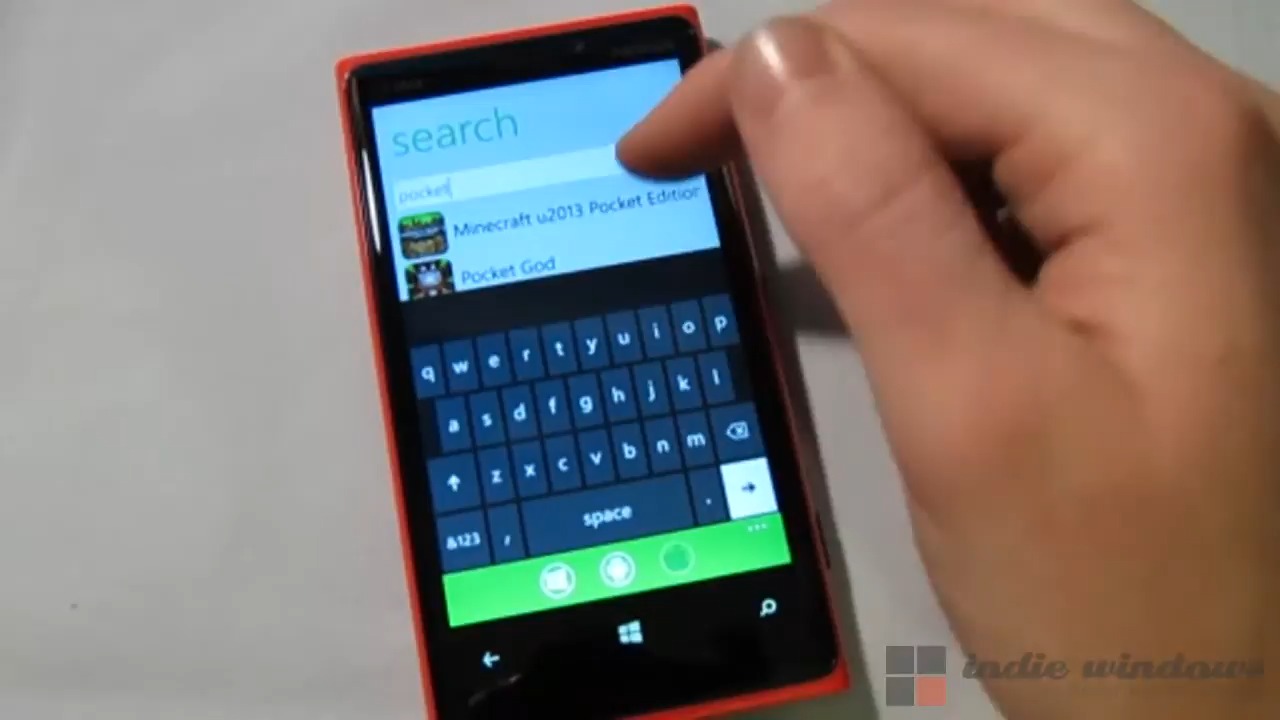 search
pocket
Minecraft u2013 Pocket Edition
Pocket God
q w e r t y u i o p
a s d f g h j k l
z x c v b n m
&123 , space . 
indie windows